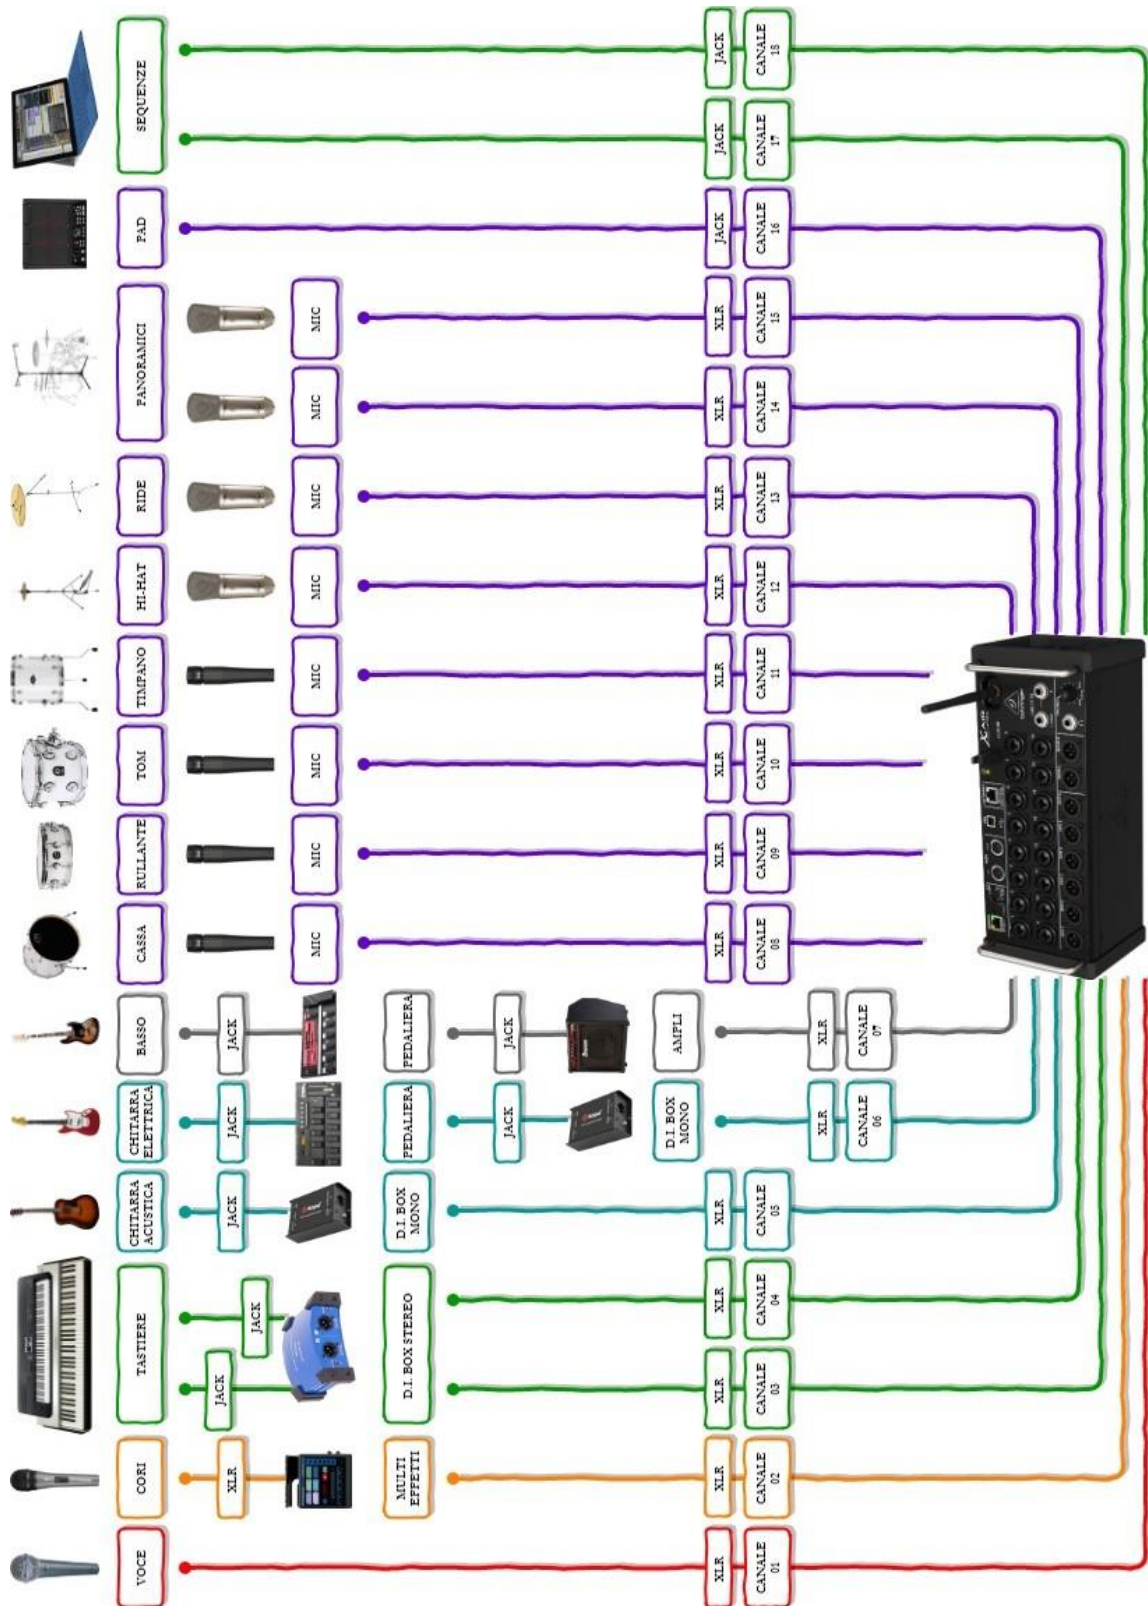 VOCE
XLR
CANALE
01
CORI
XLR
MULTI
EFFETTI
XLR
CANALE
02
TASTIERE
JACK
JACK
D.I. BOX STEREO
XLR
CANALE
03
XLR
CANALE
04
CHITARRA
ACUSTICA
JACK
D.I. BOX
MONO
XLR
CANALE
05
CHITARRA
ELETTRICA
JACK
PEDALIERA
JACK
D.I. BOX
MONO
XLR
CANALE
06
BASSO
JACK
PEDALIERA
JACK
AMPLI
XLR
CANALE
07
CASSA
MIC
XLR
CANALE
08
RULLANTE
MIC
XLR
CANALE
09
TOM
MIC
XLR
CANALE
10
TIMPANO
MIC
XLR
CANALE
11
HI-HAT
MIC
XLR
CANALE
12
RIDE
MIC
XLR
CANALE
13
PANORAMICI
MIC
XLR
CANALE
14
MIC
XLR
CANALE
15
PAD
JACK
CANALE
16
SEQUENZE
JACK
CANALE
17
JACK
CANALE
18